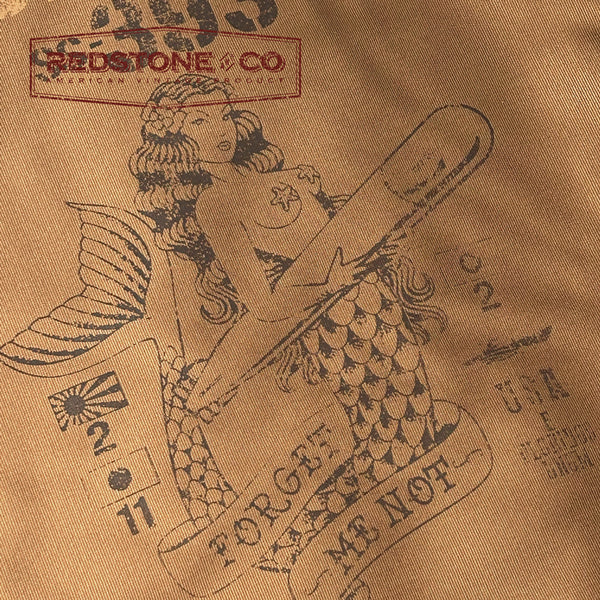 REDSTONE & CO
AMERICAN VINTAGE PRODUCT
2
2
11
USA
FORGET
ME NOT